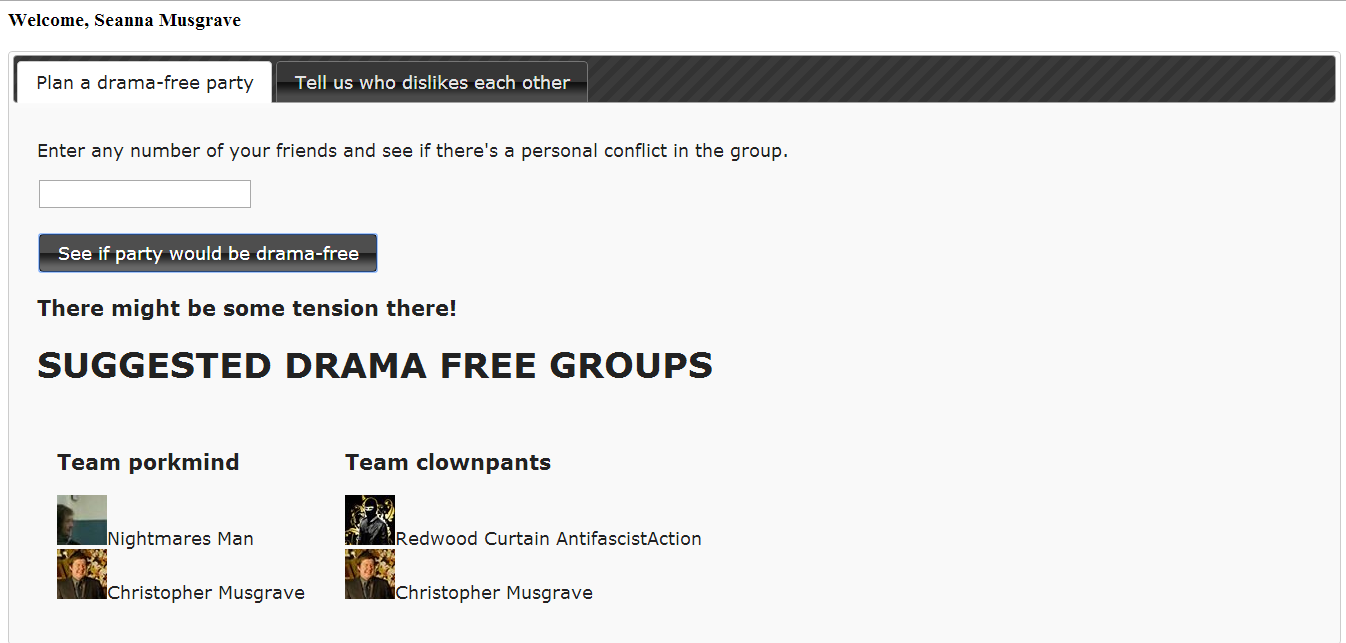 Welcome, Seanna Musgrave
Plan a drama-free party
Tell us who dislikes each other
Enter any number of your friends and see if there's a personal conflict in the group.
See if party would be drama-free
There might be some tension there!
SUGGESTED DRAMA FREE GROUPS
Team porkmind
Nightmares Man
Christopher Musgrave
Team clownpants
Redwood Curtain AntifascistAction
Christopher Musgrave